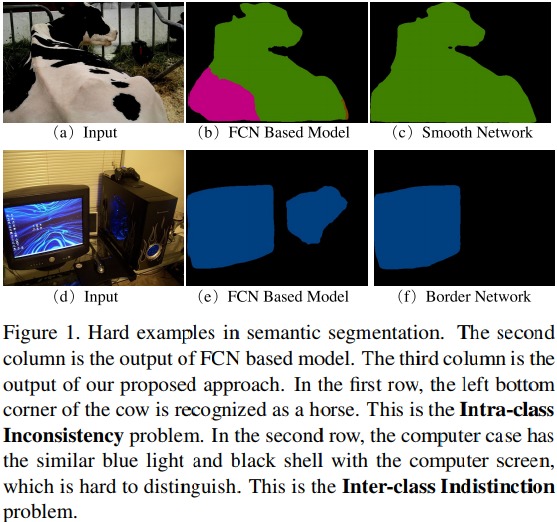 (a) Input (b) FCN Based Model (c) Smooth Network
(d) Input (e) FCN Based Model (f) Border Network
Figure 1. Hard examples in semantic segmentation. The second
column is the output of FCN based model. The third column is the
output of our proposed approach. In the first row, the left bottom
corner of the cow is recognized as a horse. This is the Intra-class
Inconsistency problem. In the second row, the computer case has
the similar blue light and black shell with the computer screen,
which is hard to distinguish. This is the Inter-class Indistinction
problem.